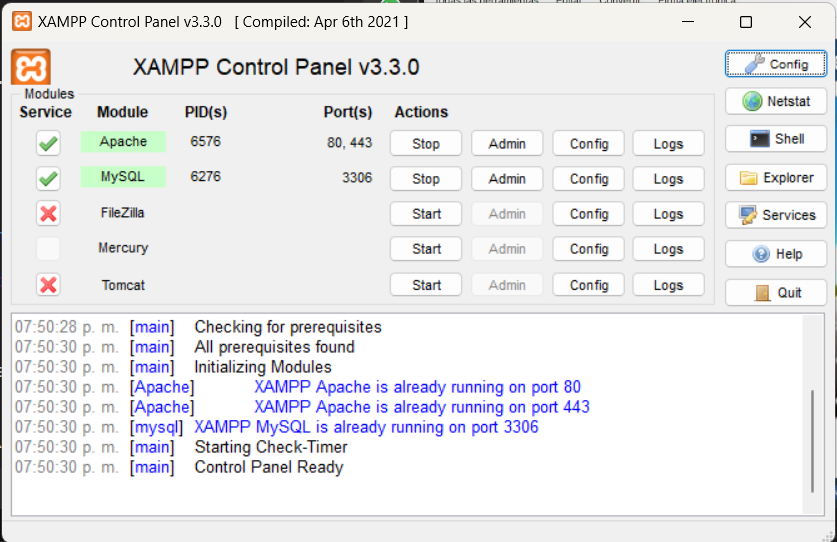 XAMPP Control Panel v3.3.0 [ Compiled: Apr 6th 2021 ]
XAMPP Control Panel v3.3.0
Config
Modules
Service Module PID(s) Port(s) Actions
Netstat
Apache 6576 80, 443 Stop Admin Config Logs
Shell
MySQL 6276 3306 Stop Admin Config Logs
Explorer
FileZilla Start Admin Config Logs
Services
Mercury Start Admin Config Logs
Help
Tomcat Start Admin Config Logs
Quit
07:50:28 p. m. [main] Checking for prerequisites
07:50:30 p. m. [main] All prerequisites found
07:50:30 p. m. [main] Initializing Modules
07:50:30 p. m. [Apache] XAMPP Apache is already running on port 80
07:50:30 p. m. [Apache] XAMPP Apache is already running on port 443
07:50:30 p. m. [mysql] XAMPP MySQL is already running on port 3306
07:50:30 p. m. [main] Starting Check-Timer
07:50:30 p. m. [main] Control Panel Ready